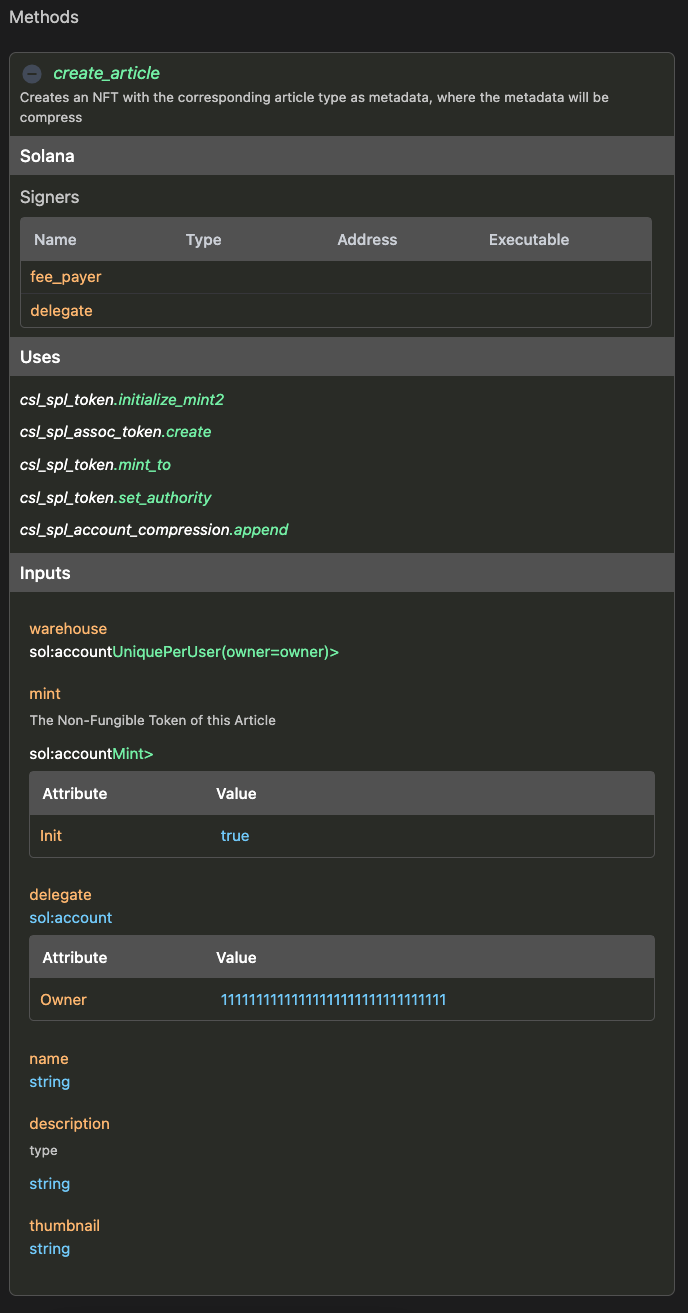 Methods
create_article
Creates an NFT with the corresponding article type as metadata, where the metadata will be
compress
Solana
Signers
Name Type Address Executable
fee_payer
delegate
Uses
csl_spl_token.initialize_mint2
csl_spl_assoc_token.create
csl_spl_token.mint_to
csl_spl_token.set_authority
csl_spl_account_compression.append
Inputs
warehouse
sol:accountUniquePerUser(owner=owner)>
mint
The Non-Fungible Token of this Article
sol:accountMint>
Attribute Value
Init true
delegate
sol:account
Attribute Value
Owner 11111111111111111111111111111111
name
string
description
type
string
thumbnail
string